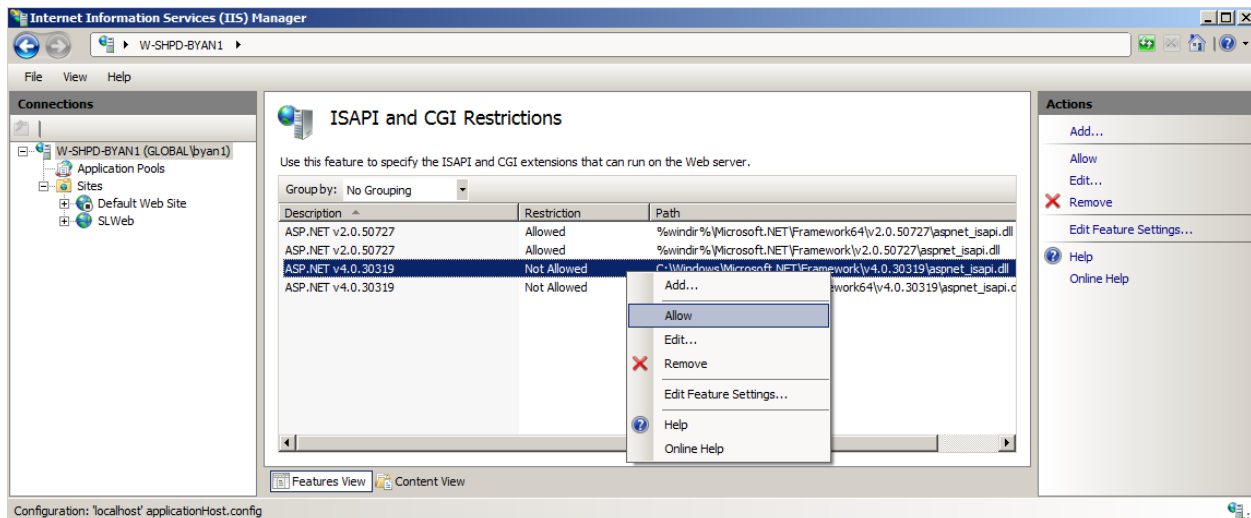 Internet Information Services (IIS) Manager
W-SHPD-BYAN1
File View Help
Connections
W-SHPD-BYAN1 (GLOBAL\byan1)
Application Pools
Sites
Default Web Site
SLWeb
ISAPI and CGI Restrictions
Use this feature to specify the ISAPI and CGI extensions that can run on the Web server.
Group by: No Grouping
Description Restriction Path
ASP.NET v2.0.50727 Allowed %windir%\Microsoft.NET\Framework64\v2.0.50727\aspnet_isapi.dll
ASP.NET v2.0.50727 Allowed %windir%\Microsoft.NET\Framework\v2.0.50727\aspnet_isapi.dll
ASP.NET v4.0.30319 Not Allowed C:\Windows\Microsoft.NET\Framework\v4.0.30319\aspnet_isapi.dll
ASP.NET v4.0.30319 Not Allowed ework64\v4.0.30319\aspnet_isapi.d
Add...
Allow
Edit...
Remove
Edit Feature Settings...
Help
Online Help
Features View Content View
Actions
Add...
Allow
Edit...
Remove
Edit Feature Settings...
Help
Online Help
Configuration: 'localhost' applicationHost.config